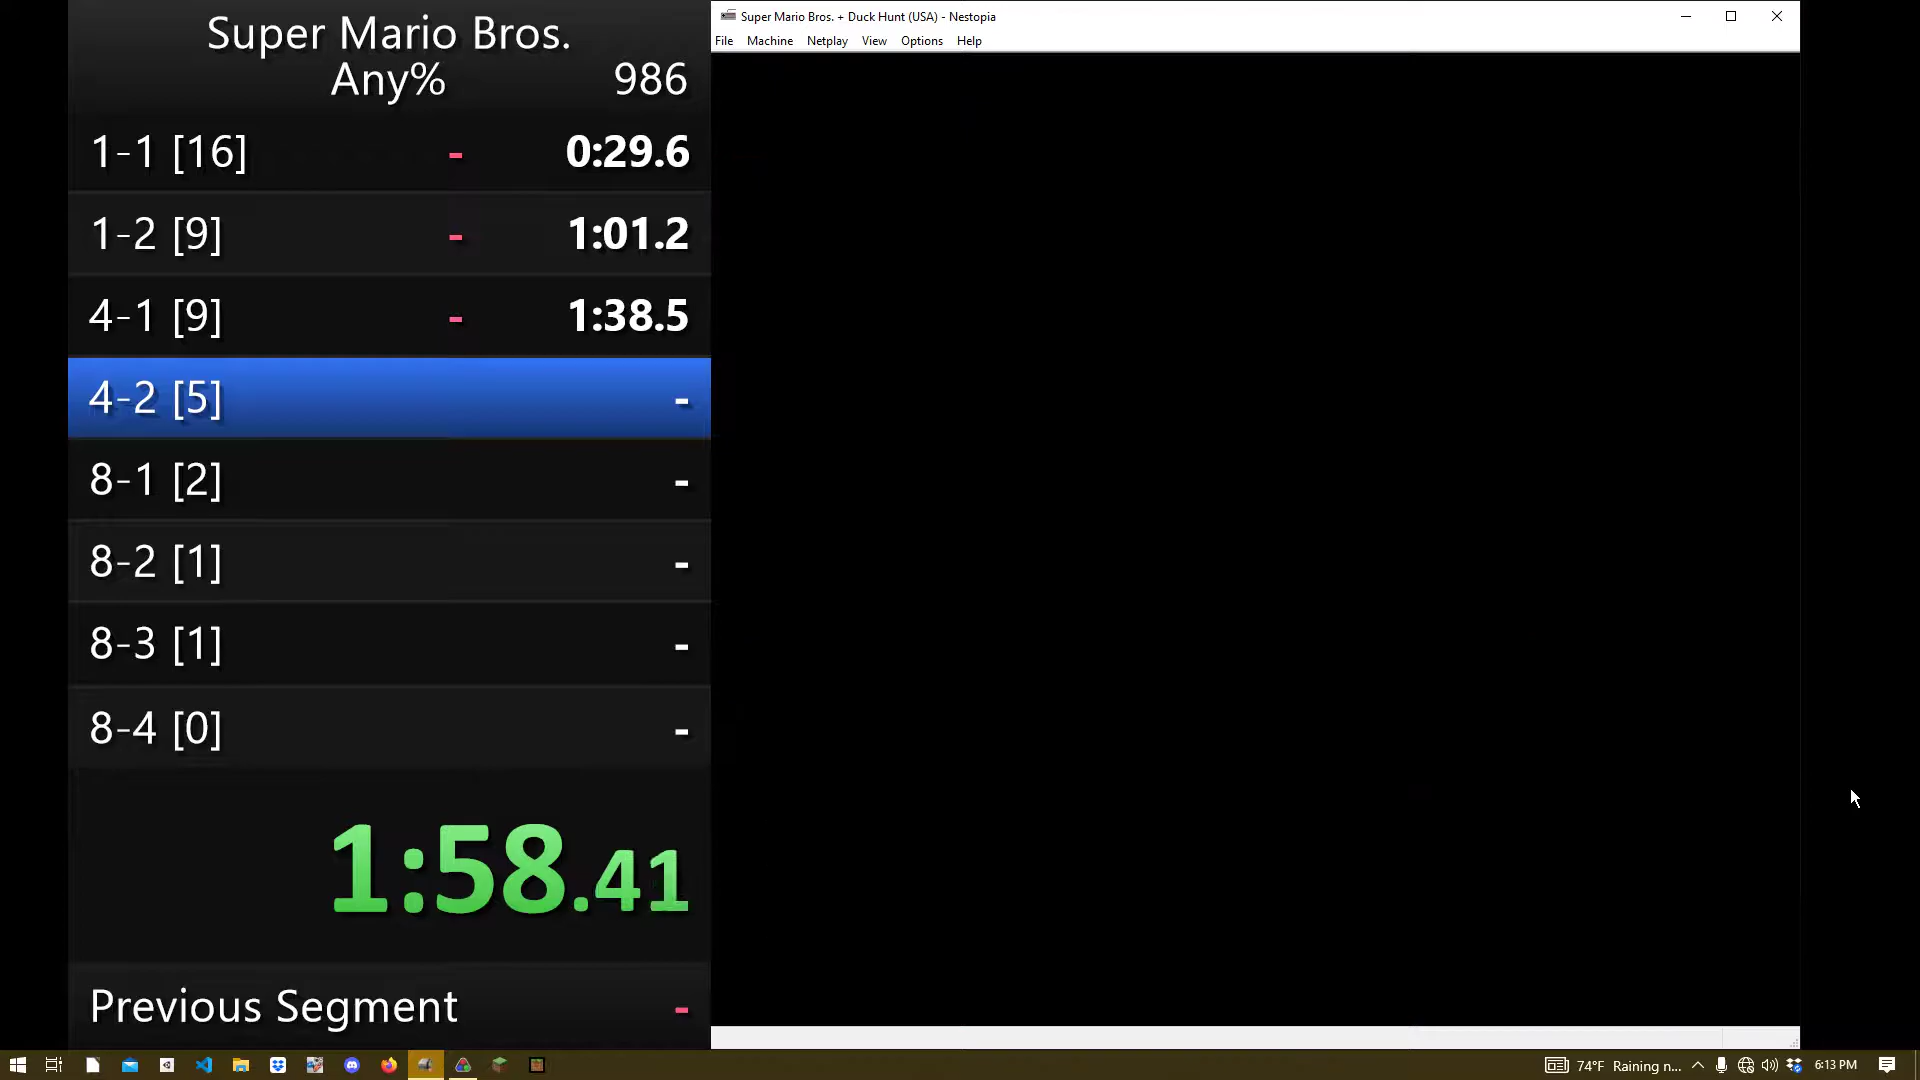 Super Mario Bros.
Any% 986
1-1 [16] - 0:29.6
1-2 [9] - 1:01.2
4-1 [9] - 1:38.5
4-2 [5] -
8-1 [2] -
8-2 [1] -
8-3 [1] -
8-4 [0] -
1:58.41
Previous Segment -
Super Mario Bros. + Duck Hunt (USA) - Nestopia
File Machine Netplay View Options Help
74°F Raining n... 6:13 PM